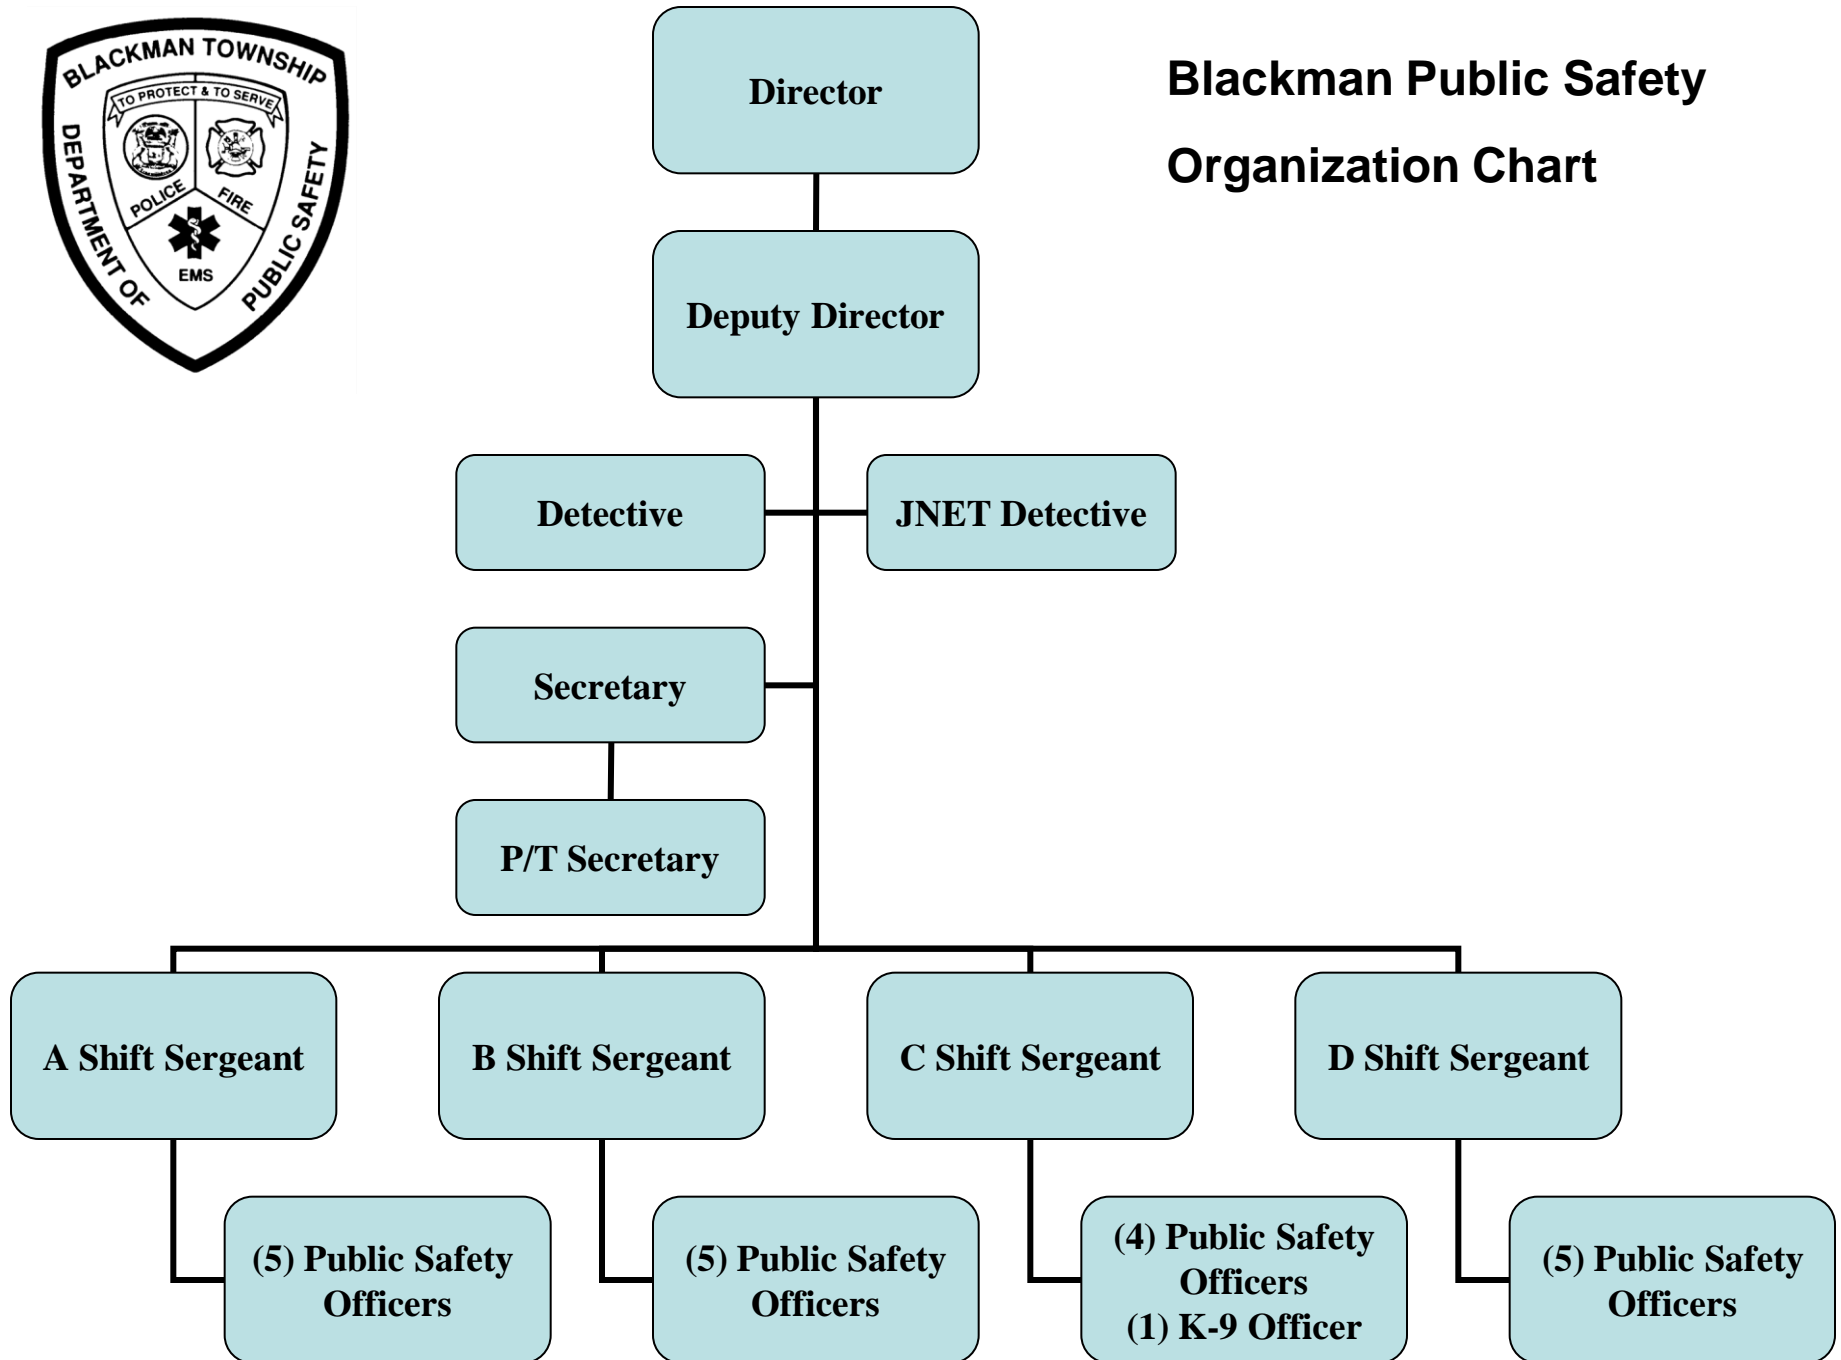 BLACKMAN TOWNSHIP
DEPARTMENT OF
PUBLIC SAFETY
TO PROTECT & TO SERVE
POLICE
FIRE
EMS
Blackman Public Safety
Organization Chart
Director
Deputy Director
Detective
JNET Detective
Secretary
P/T Secretary
A Shift Sergeant
B Shift Sergeant
C Shift Sergeant
D Shift Sergeant
(5) Public Safety
Officers
(5) Public Safety
Officers
(4) Public Safety
Officers
(1) K-9 Officer
(5) Public Safety
Officers